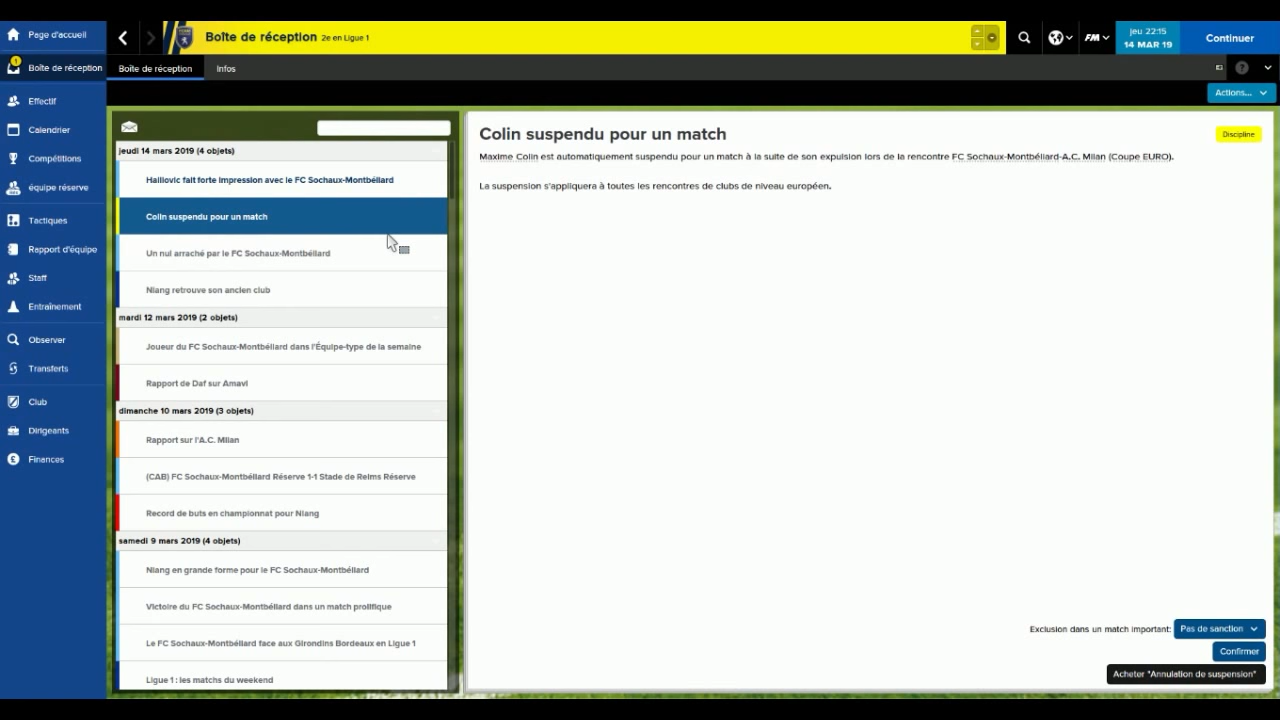 Page d'accueil
Boîte de réception
Effectif
Calendrier
Compétitions
équipe réserve
Tactiques
Rapport d'équipe
Staff
Entraînement
Observer
Transferts
Club
Dirigeants
Finances
Boîte de réception 2e en Ligue 1
FM
jeu 22:15
14 MAR 19
Continuer
Boîte de réception Infos
Actions...
jeudi 14 mars 2019 (4 objets)
Halilovic fait forte impression avec le FC Sochaux-Montbéliard
Colin suspendu pour un match
Un nul arraché par le FC Sochaux-Montbéliard
Niang retrouve son ancien club
mardi 12 mars 2019 (2 objets)
Joueur du FC Sochaux-Montbéliard dans l'Équipe-type de la semaine
Rapport de Daf sur Amavi
dimanche 10 mars 2019 (3 objets)
Rapport sur l'A.C. Milan
(CAB) FC Sochaux-Montbéliard Réserve 1-1 Stade de Reims Réserve
Record de buts en championnat pour Niang
samedi 9 mars 2019 (4 objets)
Niang en grande forme pour le FC Sochaux-Montbéliard
Victoire du FC Sochaux-Montbéliard dans un match prolifique
Le FC Sochaux-Montbéliard face aux Girondins Bordeaux en Ligue 1
Ligue 1 : les matchs du weekend
Colin suspendu pour un match
Discipline
Maxime Colin est automatiquement suspendu pour un match à la suite de son expulsion lors de la rencontre FC Sochaux-Montbéliard-A.C. Milan (Coupe EURO).
La suspension s'appliquera à toutes les rencontres de clubs de niveau européen.
Exclusion dans un match important: Pas de sanction
Confirmer
Acheter "Annulation de suspension"